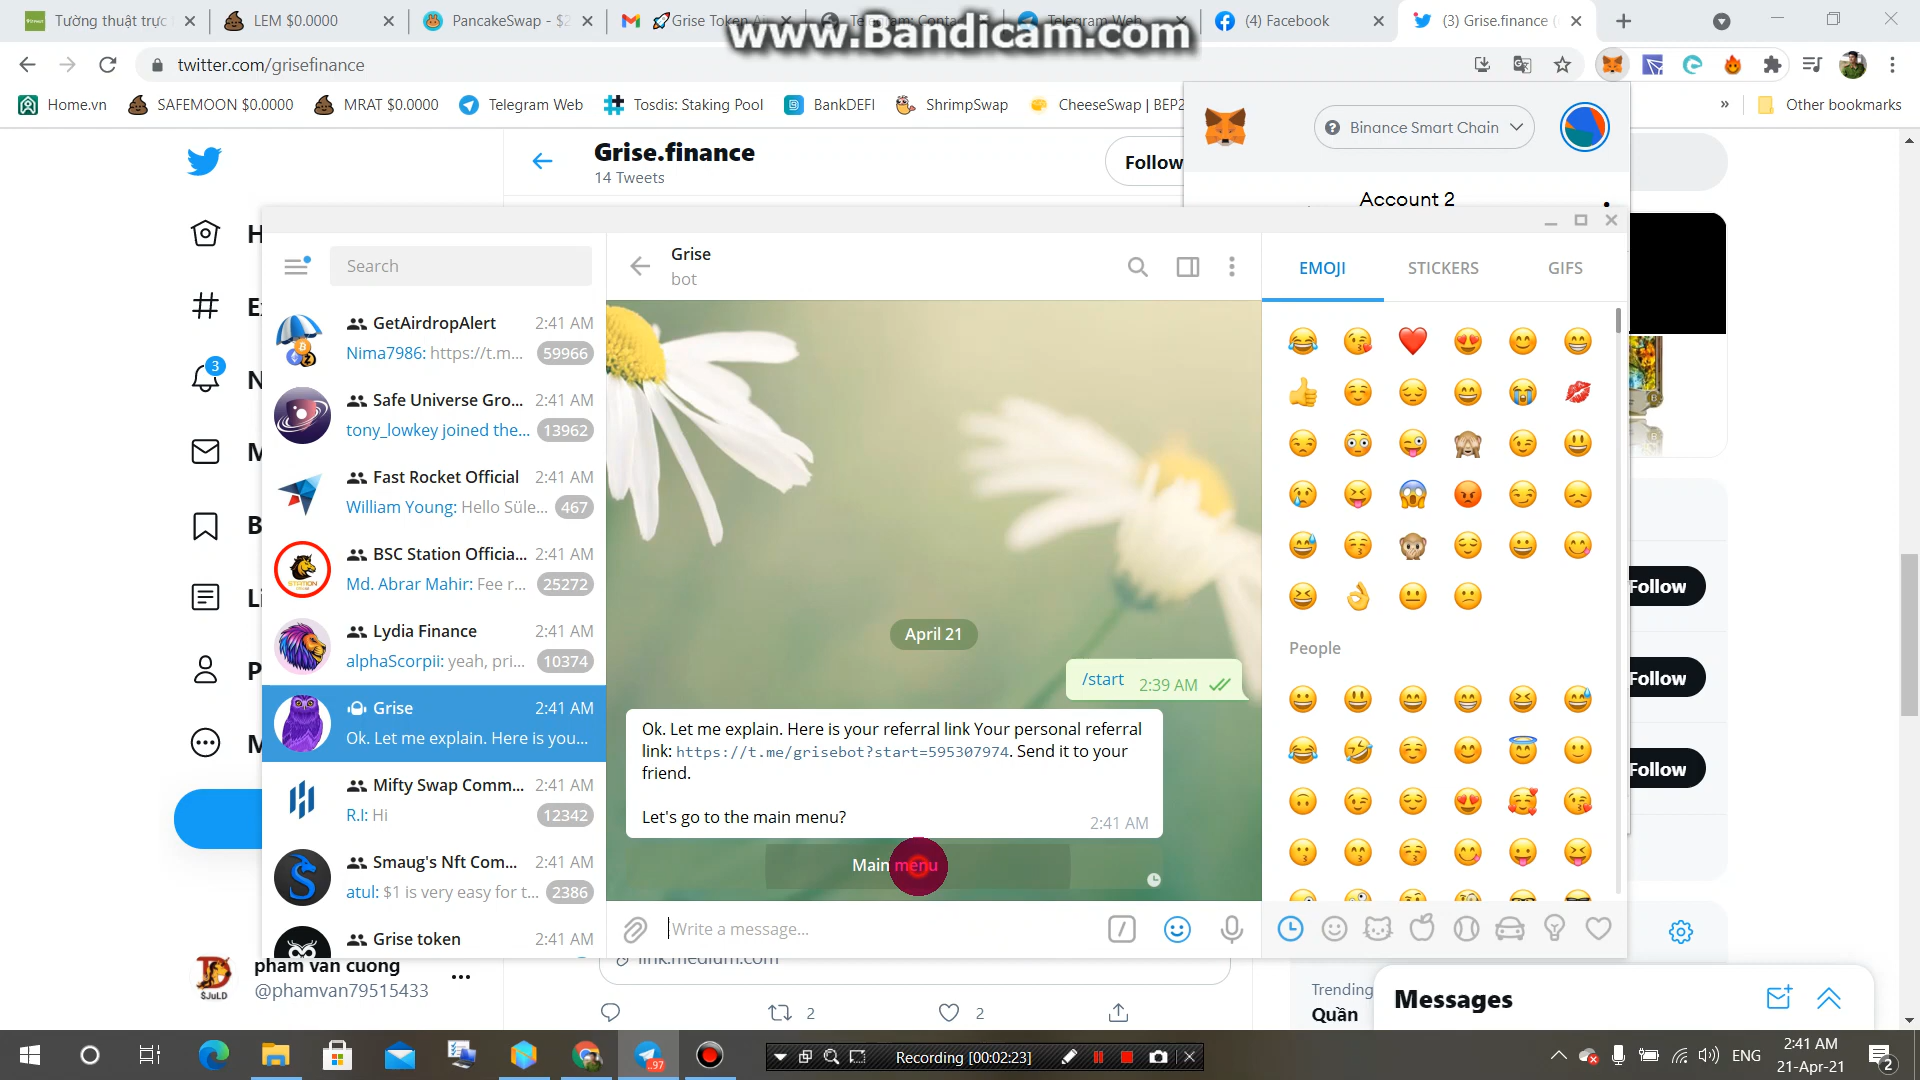 Tường thuật trực
LEM $0.0000
PancakeSwap - $2
Grise Token Ai
Telegram: Conta
Telegram Web
(4) Facebook
(3) Grise.finance (
www.Bandicam.com
twitter.com/grisefinance
Home.vn
SAFEMOON $0.0000
MRAT $0.0000
Telegram Web
Tosdis: Staking Pool
BankDEFI
ShrimpSwap
CheeseSwap | BEP2
»
Other bookmarks
Grise.finance
14 Tweets
Follow
Binance Smart Chain
Account 2
Search
Grise
bot
EMOJI
STICKERS
GIFS
GetAirdropAlert 2:41 AM
Nima7986: https://t.m... 59966
Safe Universe Gro... 2:41 AM
tony_lowkey joined the... 13962
Fast Rocket Official 2:41 AM
William Young: Hello Süle... 467
BSC Station Officia... 2:41 AM
Md. Abrar Mahir: Fee r... 25272
Lydia Finance 2:41 AM
alphaScorpii: yeah, pri... 10374
Grise 2:41 AM
Ok. Let me explain. Here is you...
Mifty Swap Comm... 2:41 AM
R.I: Hi 12342
Smaug's Nft Com... 2:41 AM
atul: $1 is very easy for t... 2386
Grise token 2:41 AM
3
April 21
/start 2:39 AM
Ok. Let me explain. Here is your referral link Your personal referral
link: https://t.me/grisebot?start=595307974. Send it to your
friend.
Let's go to the main menu?
2:41 AM
Main menu
Write a message...
People
Follow
Follow
Follow
STATION
link.medium.com
2
2
pham van cuong
@phamvan79515433
$JuLD
Trending
Quần
Messages
..97
Recording [00:02:23]
ENG
2:41 AM
21-Apr-21
2